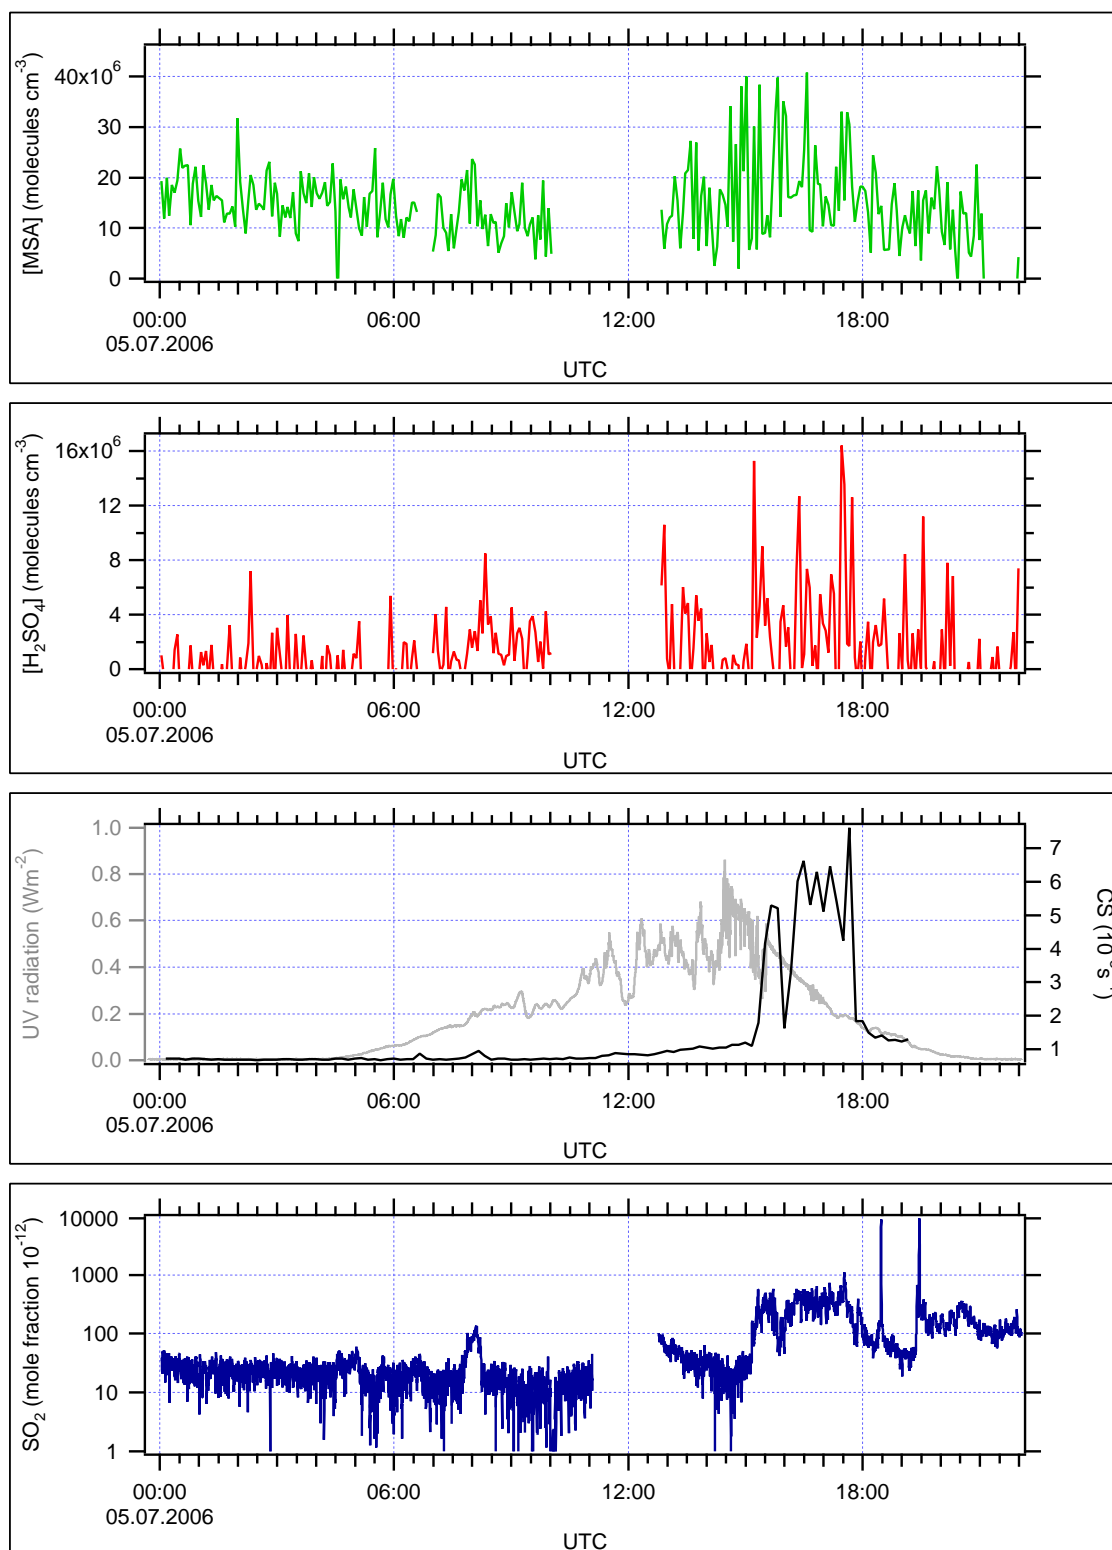 [MSA] (molecules cm⁻³)
40x10⁶
30
20
10
0
00:00 06:00 12:00 18:00
05.07.2006
UTC
[H₂SO₄] (molecules cm⁻³)
16x10⁶
12
8
4
0
00:00 06:00 12:00 18:00
05.07.2006
UTC
UV radiation (Wm⁻²)
1.0
0.8
0.6
0.4
0.2
0.0
7
6
5
4
3
2
1
CS (10
00:00 06:00 12:00 18:00
05.07.2006
UTC
SO₂ (mole fraction 10⁻¹²)
10000
1000
100
10
1
00:00 06:00 12:00 18:00
05.07.2006
UTC